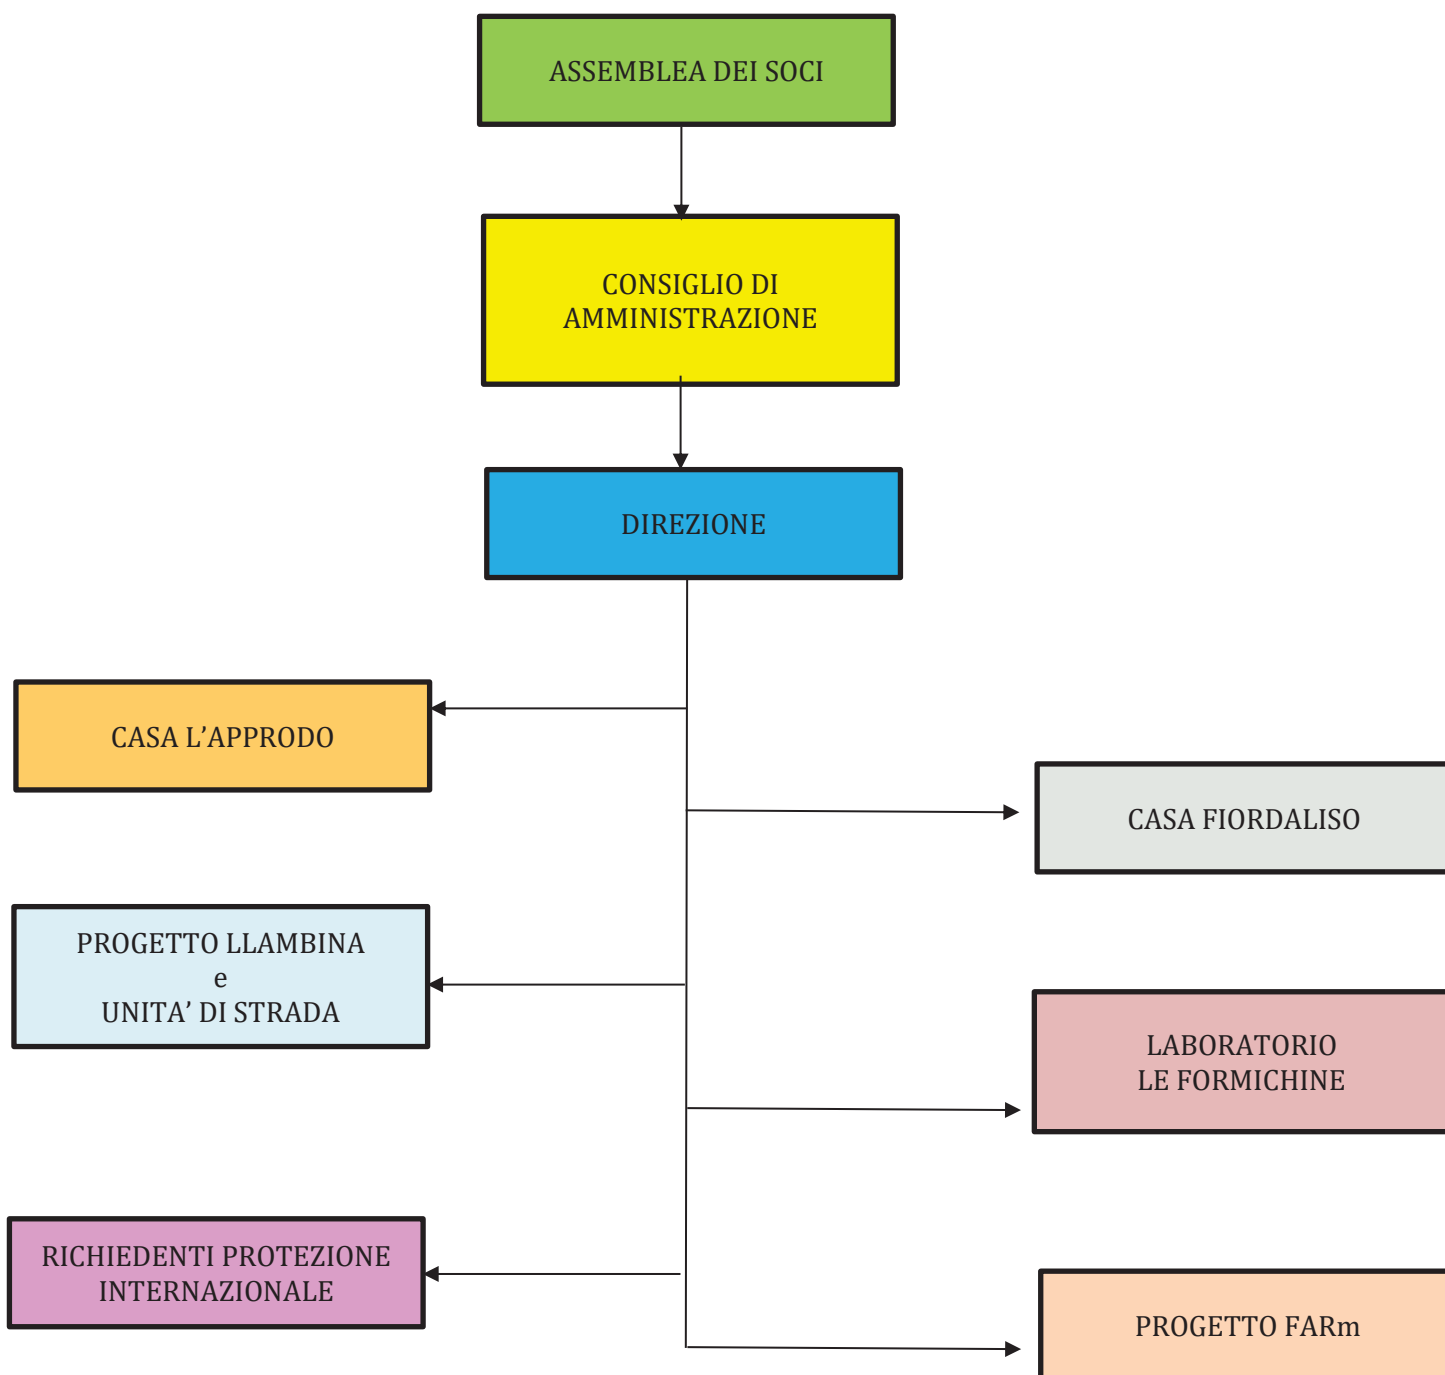 ASSEMBLEA DEI SOCI
CONSIGLIO DI
AMMINISTRAZIONE
DIREZIONE
CASA L’APPRODO
CASA FIORDALISO
PROGETTO LLAMBINA
e
UNITA’ DI STRADA
LABORATORIO
LE FORMICHINE
RICHIEDENTI PROTEZIONE
INTERNAZIONALE
PROGETTO FARm